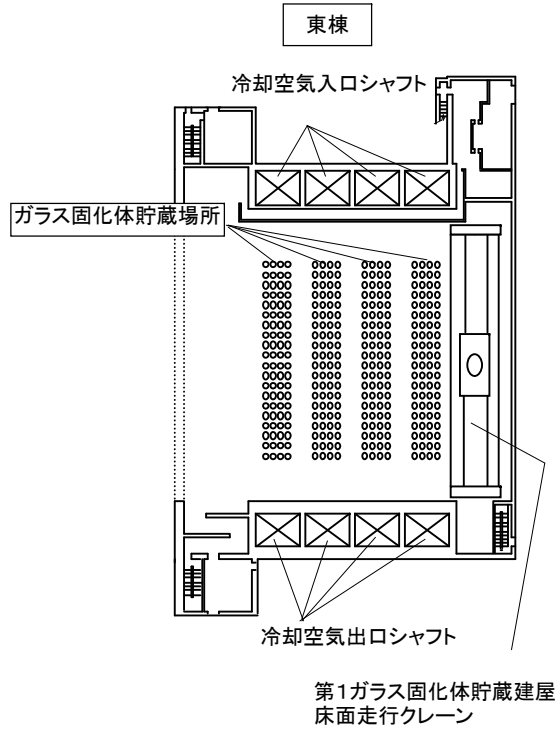 東棟
冷却空気入口シャフト
ガラス固化体貯蔵場所
冷却空気出口シャフト
第1ガラス固化体貯蔵建屋
床面走行クレーン